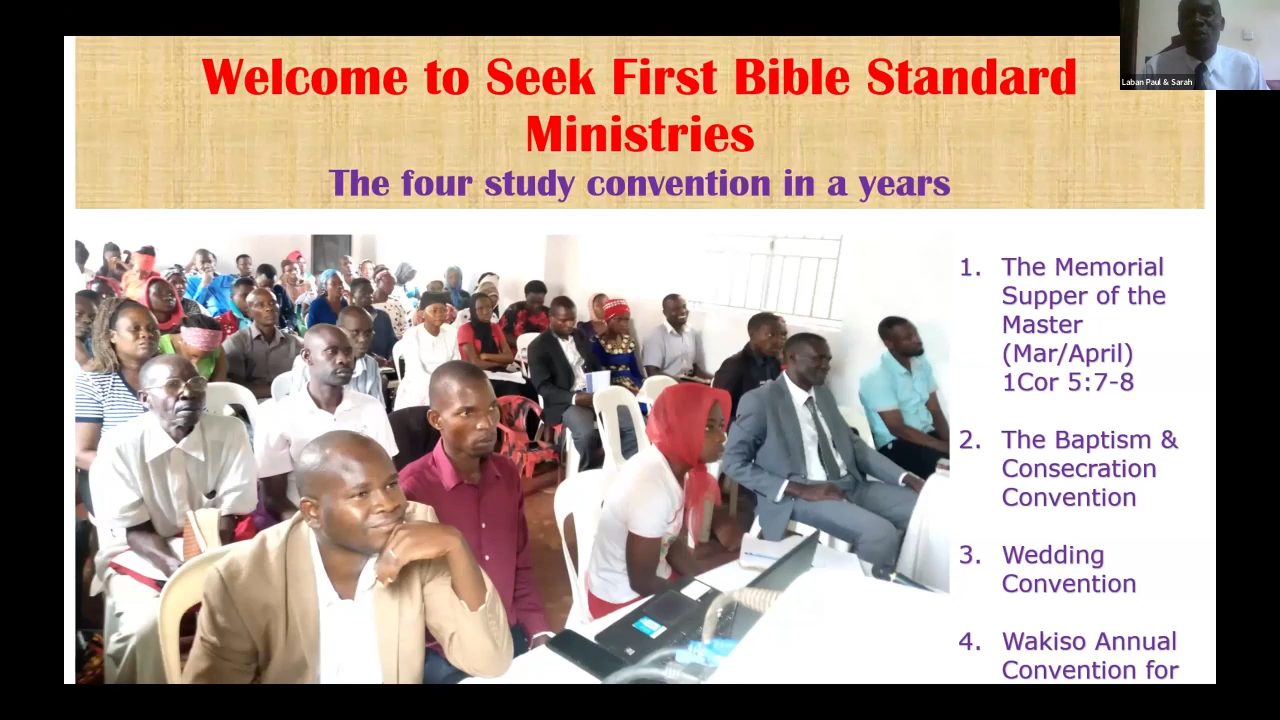 Laban Paul & Sarah
Welcome to Seek First Bible Standard
Ministries
The four study convention in a years
1. The Memorial
Supper of the
Master
(Mar/April)
1Cor 5:7-8
2. The Baptism &
Consecration
Convention
3. Wedding
Convention
4. Wakiso Annual
Convention for